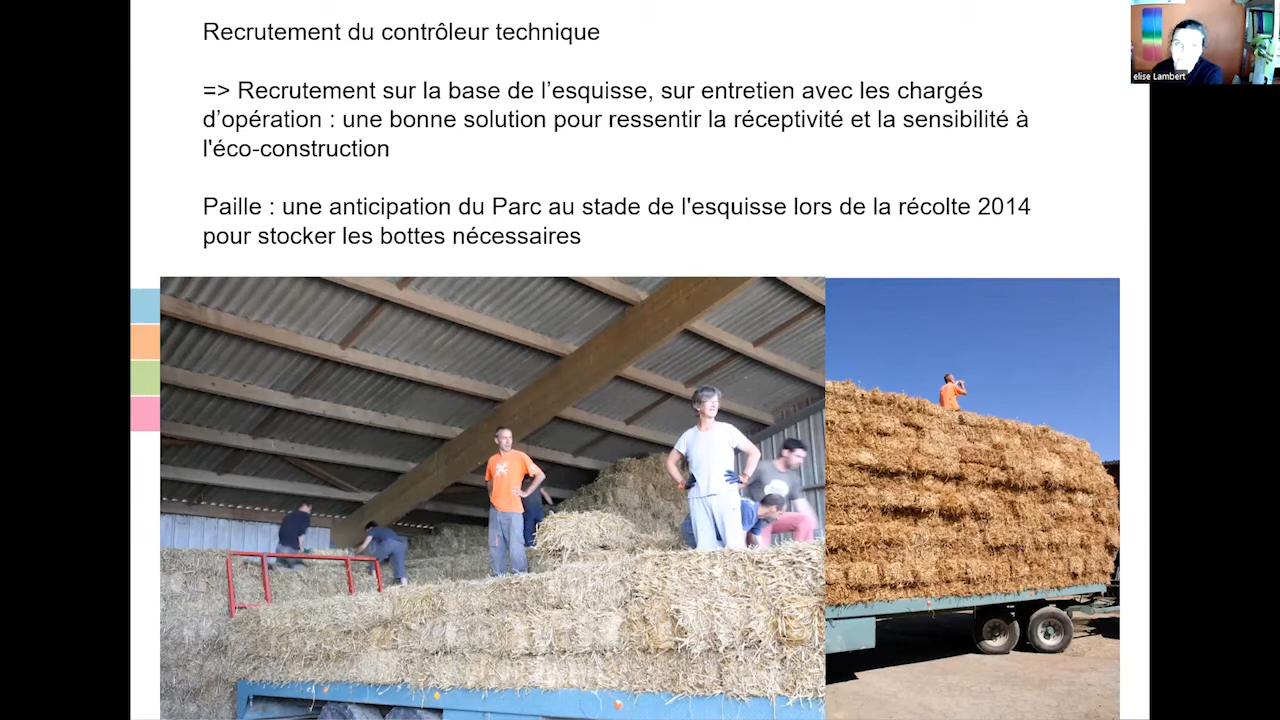 Recrutement du contrôleur technique
=> Recrutement sur la base de l’esquisse, sur entretien avec les chargés
d’opération : une bonne solution pour ressentir la réceptivité et la sensibilité à
l'éco-construction
Paille : une anticipation du Parc au stade de l'esquisse lors de la récolte 2014
pour stocker les bottes nécessaires
elise Lambert